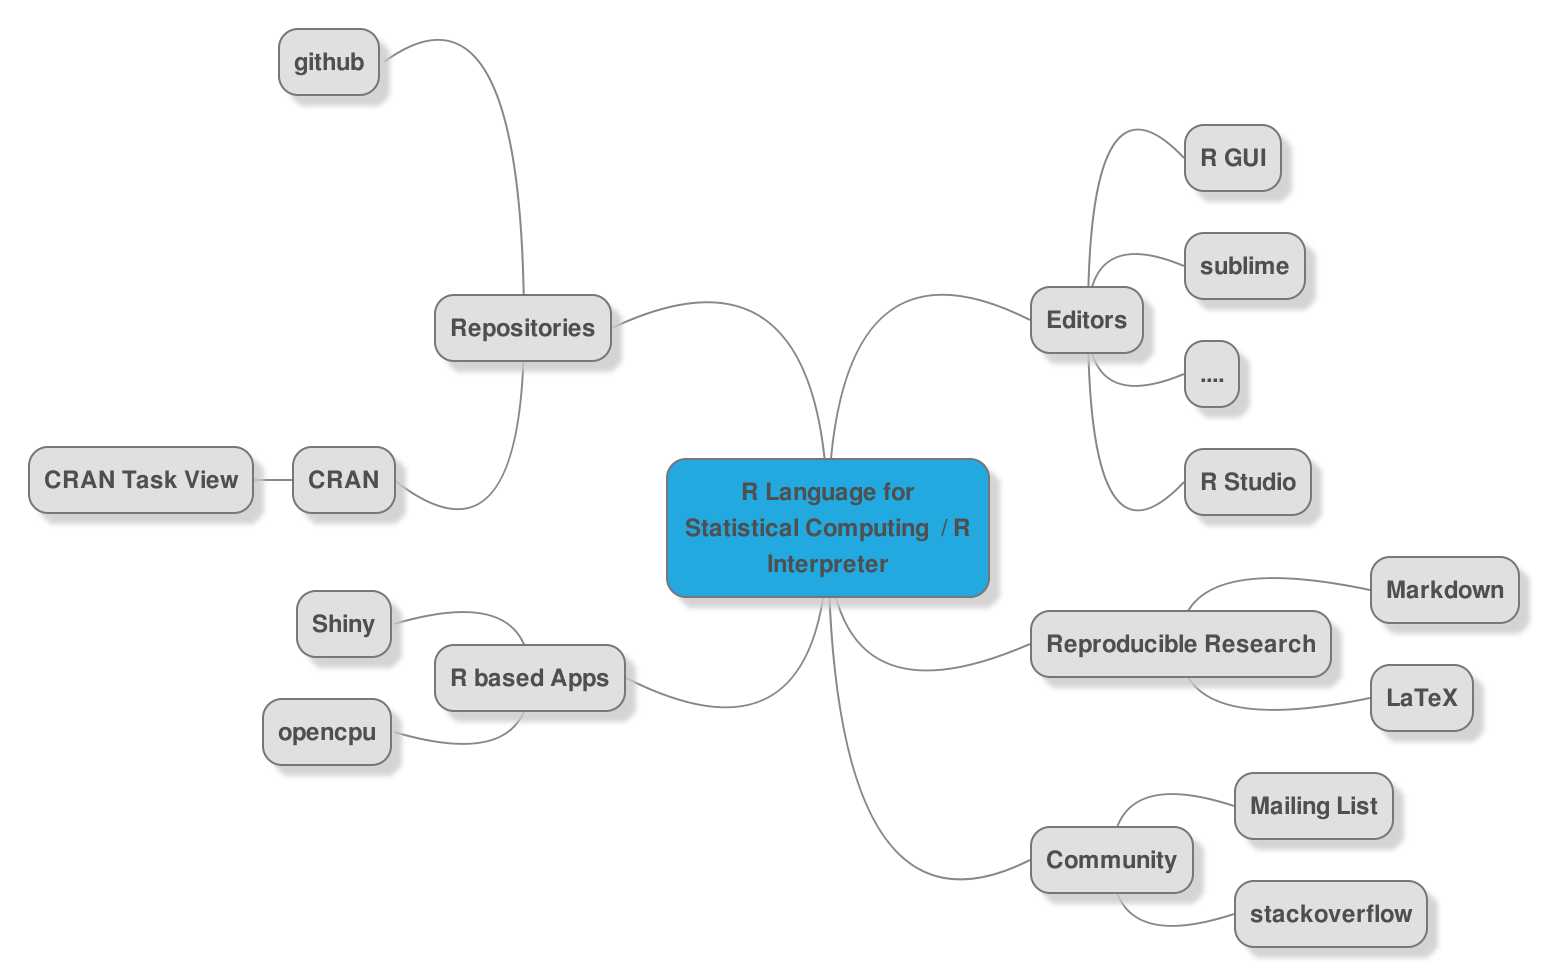 github
R GUI
sublime
Repositories
Editors
....
CRAN Task View
CRAN
R Studio
R Language for
Statistical Computing / R
Interpreter
Markdown
Shiny
Reproducible Research
R based Apps
LaTeX
opencpu
Mailing List
Community
stackoverflow